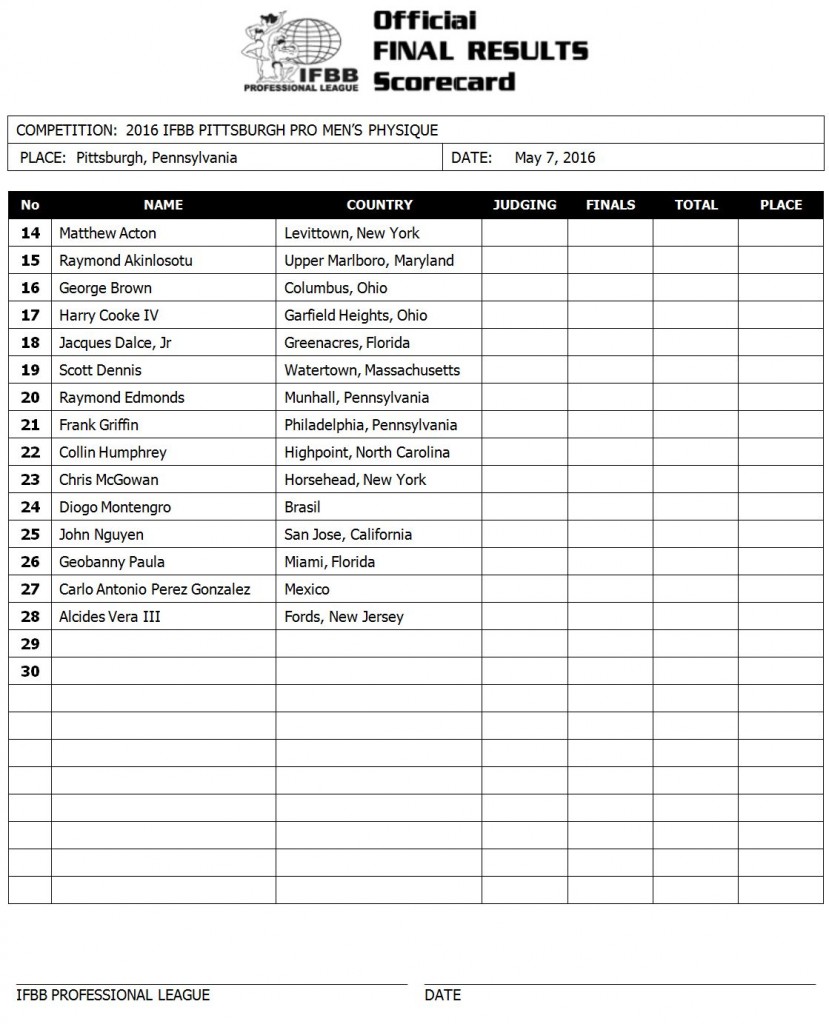 Official
FINAL RESULTS
Scorecard
IFBB
PROFESSIONAL LEAGUE
COMPETITION: 2016 IFBB PITTSBURGH PRO MEN'S PHYSIQUE
PLACE: Pittsburgh, Pennsylvania DATE: May 7, 2016
No NAME COUNTRY JUDGING FINALS TOTAL PLACE
14 Matthew Acton Levittown, New York
15 Raymond Akinlosotu Upper Marlboro, Maryland
16 George Brown Columbus, Ohio
17 Harry Cooke IV Garfield Heights, Ohio
18 Jacques Dalce, Jr Greenacres, Florida
19 Scott Dennis Watertown, Massachusetts
20 Raymond Edmonds Munhall, Pennsylvania
21 Frank Griffin Philadelphia, Pennsylvania
22 Collin Humphrey Highpoint, North Carolina
23 Chris McGowan Horsehead, New York
24 Diogo Montengro Brasil
25 John Nguyen San Jose, California
26 Geobanny Paula Miami, Florida
27 Carlo Antonio Perez Gonzalez Mexico
28 Alcides Vera III Fords, New Jersey
29
30
IFBB PROFESSIONAL LEAGUE DATE